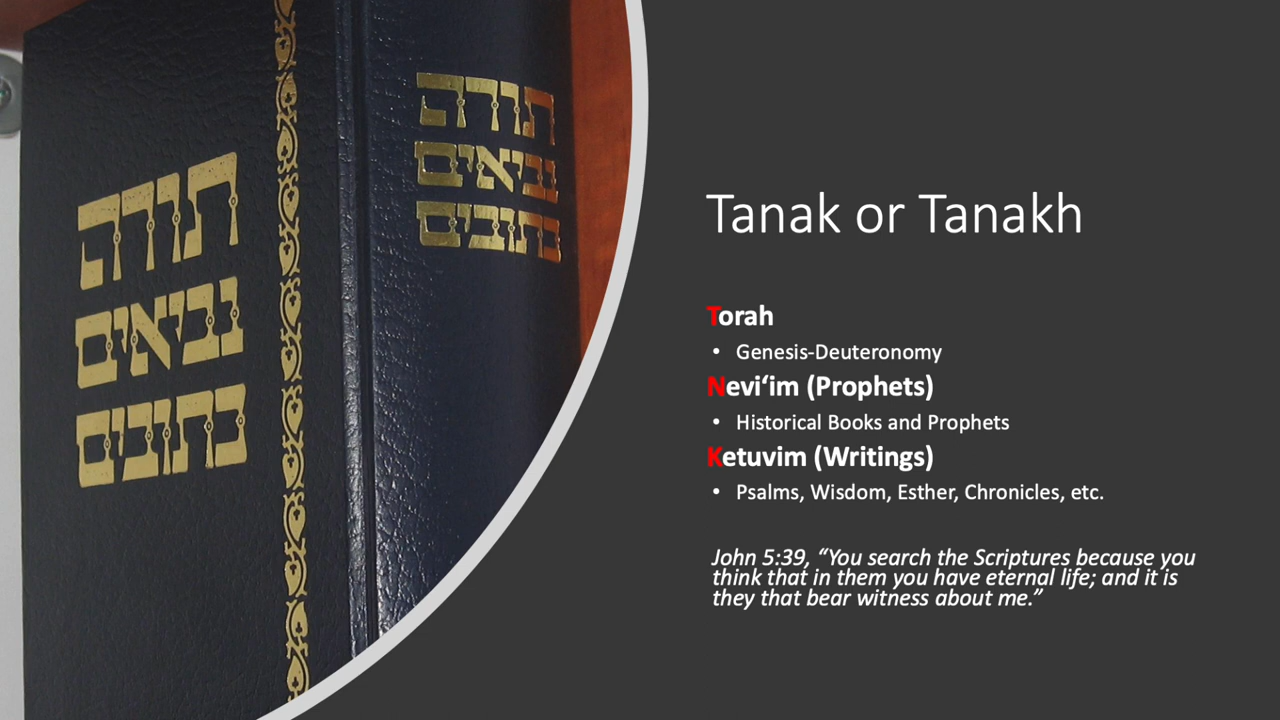 תורה
נביאים
כתובים
תורה
נביאים
כתובים
Tanak or Tanakh
Torah
• Genesis-Deuteronomy
Nevi‘im (Prophets)
• Historical Books and Prophets
Ketuvim (Writings)
• Psalms, Wisdom, Esther, Chronicles, etc.
John 5:39, “You search the Scriptures because you
think that in them you have eternal life; and it is
they that bear witness about me.”